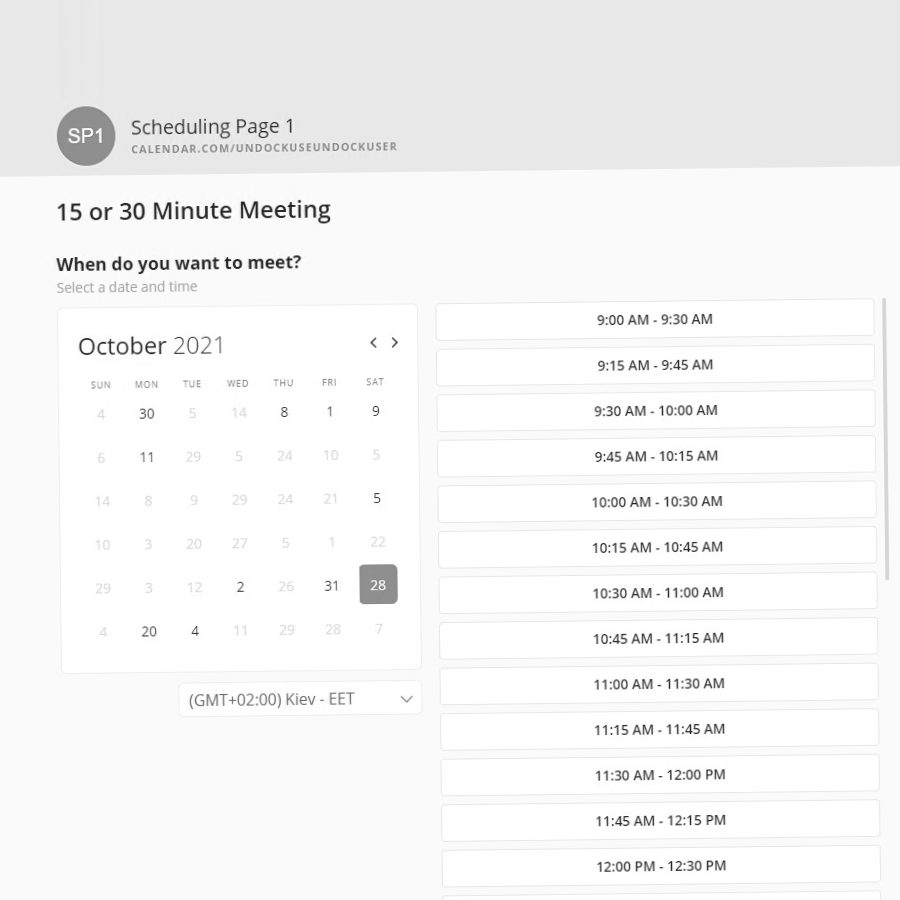 SP1
Scheduling Page 1
CALENDAR.COM/UNDOCKUSEUNDOCKUSER
15 or 30 Minute Meeting
When do you want to meet?
Select a date and time
October 2021
SUN MON TUE WED THU FRI SAT
4 30 5 14 8 1 9
6 11 29 5 24 10 5
14 8 9 29 24 21 5
10 3 20 27 5 1 22
29 3 12 2 26 31 28
4 20 4 11 29 28 7
(GMT+02:00) Kiev - EET
9:00 AM - 9:30 AM
9:15 AM - 9:45 AM
9:30 AM - 10:00 AM
9:45 AM - 10:15 AM
10:00 AM - 10:30 AM
10:15 AM - 10:45 AM
10:30 AM - 11:00 AM
10:45 AM - 11:15 AM
11:00 AM - 11:30 AM
11:15 AM - 11:45 AM
11:30 AM - 12:00 PM
11:45 AM - 12:15 PM
12:00 PM - 12:30 PM